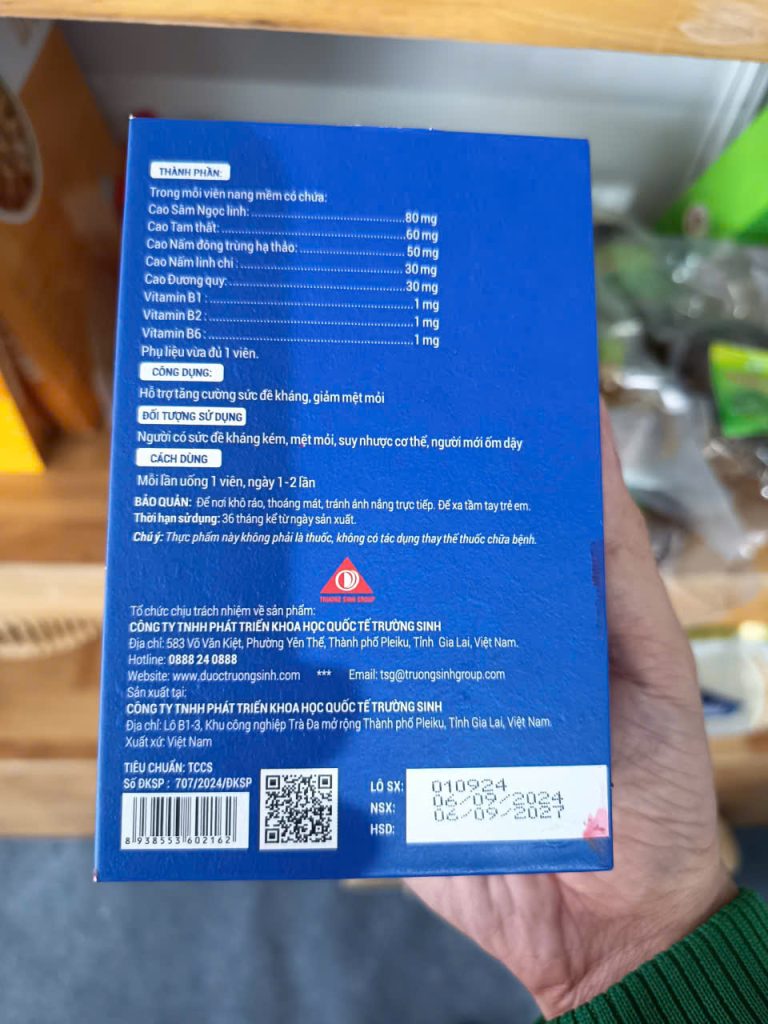 THÀNH PHẦN:
Trong mỗi viên nang mềm có chứa:
Cao Sâm Ngọc linh:.......................................80 mg
Cao Tam thất:................................................60 mg
Cao Nấm đông trùng hạ thảo:...........................50 mg
Cao Nấm linh chi :...........................................30 mg
Cao Đương quy:..............................................30 mg
Vitamin B1 :....................................................1 mg
Vitamin B2 :....................................................1 mg
Vitamin B6 :....................................................1 mg
Phụ liệu vừa đủ 1 viên.
CÔNG DỤNG:
Hỗ trợ tăng cường sức đề kháng, giảm mệt mỏi
ĐỐI TƯỢNG SỬ DỤNG
Người có sức đề kháng kém, mệt mỏi, suy nhược cơ thể, người mới ốm dậy
CÁCH DÙNG
Mỗi lần uống 1 viên, ngày 1-2 lần
BẢO QUẢN: Để nơi khô ráo, thoáng mát, tránh ánh nắng trực tiếp. Để xa tầm tay trẻ em.
Thời hạn sử dụng: 36 tháng kể từ ngày sản xuất.
Chú ý: Thực phẩm này không phải là thuốc, không có tác dụng thay thế thuốc chữa bệnh.
TRUONG SINH GROUP
Tổ chức chịu trách nhiệm về sản phẩm:
CÔNG TY TNHH PHÁT TRIỂN KHOA HỌC QUỐC TẾ TRƯỜNG SINH
Địa chỉ: 583 Võ Văn Kiệt, Phường Yên Thế, Thành phố Pleiku, Tỉnh Gia Lai, Việt Nam.
Hotline: 0888 24 0888
Website: www.duoctruongsinh.com *** Email: tsg@truongsinhgroup.com
Sản xuất tại:
CÔNG TY TNHH PHÁT TRIỂN KHOA HỌC QUỐC TẾ TRƯỜNG SINH
Địa chỉ: Lô B1-3, Khu công nghiệp Trà Đa mở rộng Thành phố Pleiku, Tỉnh Gia Lai, Việt Nam
Xuất xứ: Việt Nam
TIÊU CHUẨN: TCCS
Số ĐKSP : 707/2024/ĐKSP
8 938553 602162
LÔ SX: 010924
NSX: 06/09/2024
HSD: 06/09/2027